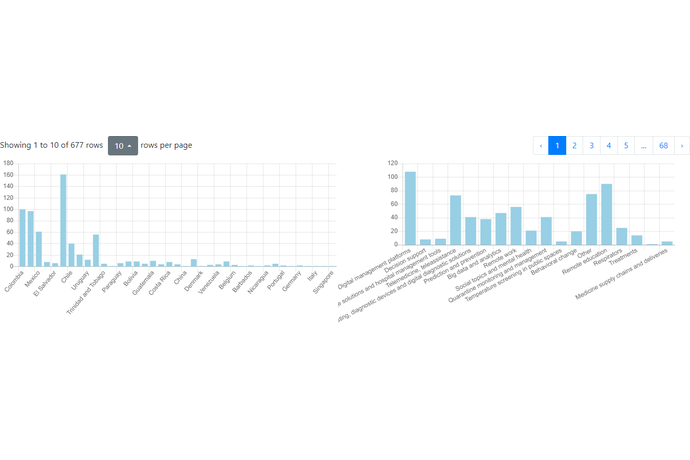 Showing 1 to 10 of 677 rows 10 rows per page
‹ 1 2 3 4 5 ... 68 ›
180
160
140
120
100
80
60
40
20
0
Colombia
Mexico
El Salvador
Chile
Uruguay
Trinidad and Tobago
Paraguay
Bolivia
Guatemala
Costa Rica
China
Denmark
Venezuela
Belgium
Barbados
Nicaragua
Portugal
Germany
Italy
Singapore
120
100
80
60
40
20
0
Digital management platforms
Decision support
e solutions and hospital management tools
Telemedicine, teleassistance
ting, diagnostic devices and digital diagnostic solutions
Prediction and prevention
Big data and analytics
Remote work
Social topics and mental health
Quarantine monitoring and management
Temperature screening in public spaces
Behavioral change
Other
Remote education
Respirators
Treatments
Medicine supply chains and deliveries